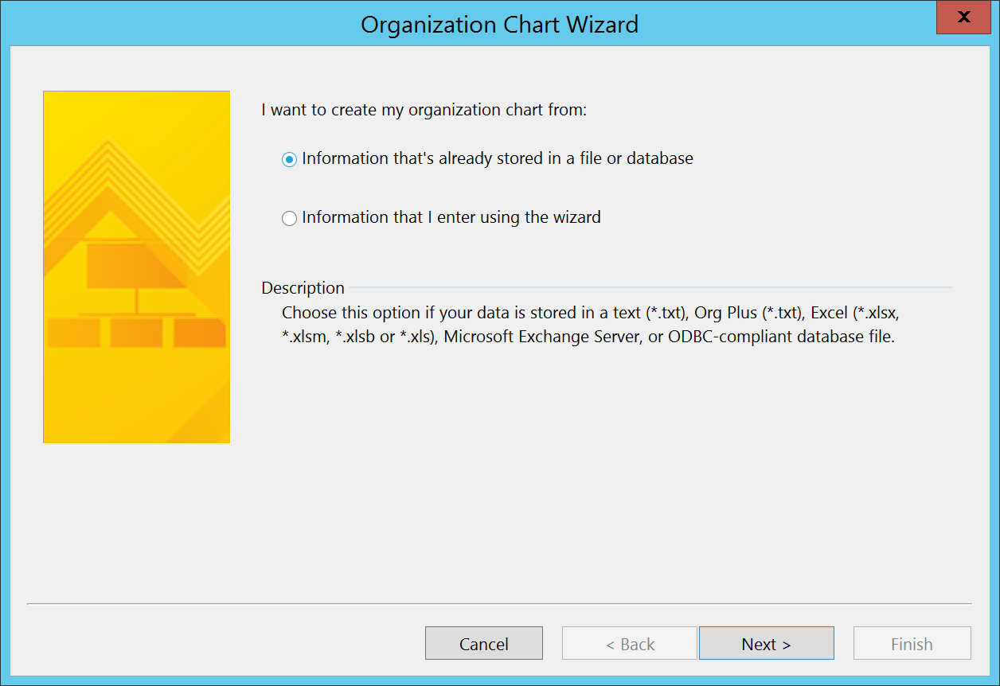 Organization Chart Wizard
x
I want to create my organization chart from:
Information that's already stored in a file or database
Information that I enter using the wizard
Description
Choose this option if your data is stored in a text (*.txt), Org Plus (*.txt), Excel (*.xlsx,
*.xlsm, *.xlsb or *.xls), Microsoft Exchange Server, or ODBC-compliant database file.
Cancel
< Back
Next >
Finish